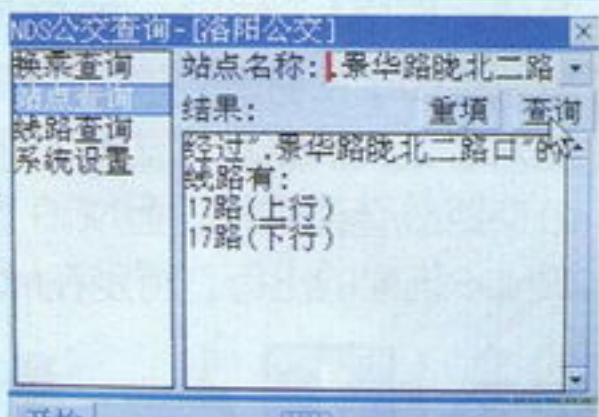 NDS公交查询-[洛阳公交]
换乘查询
站点查询
线路查询
系统设置
站点名称: .景华路陇北二路
结果:
重填
查询
经过".景华路陇北二路口"的
线路有:
17路(上行)
17路(下行)
开始